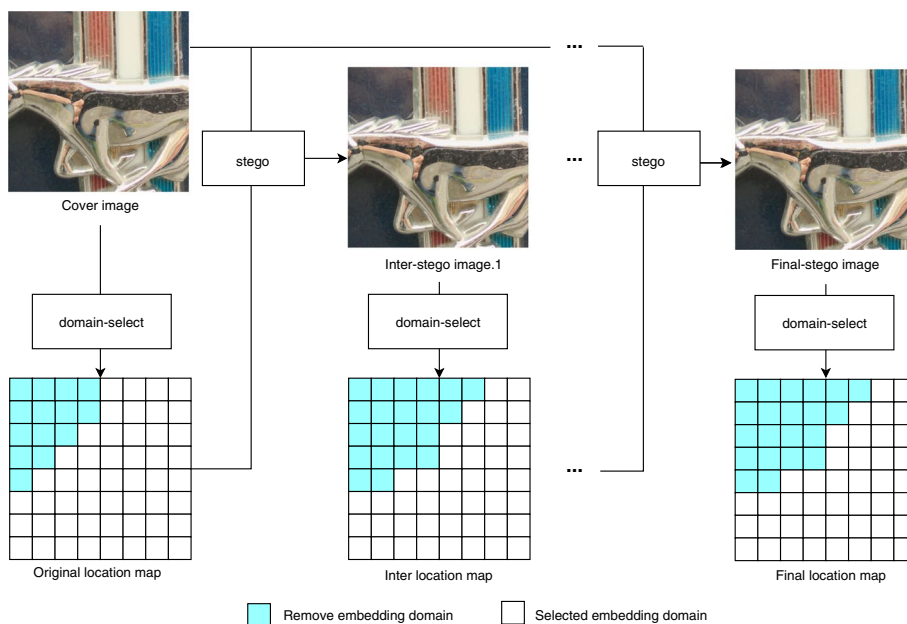 ...
stego
...
stego
Cover image
Inter-stego image.1
Final-stego image
domain-select
domain-select
domain-select
...
Original location map
Inter location map
Final location map
Remove embedding domain
Selected embedding domain